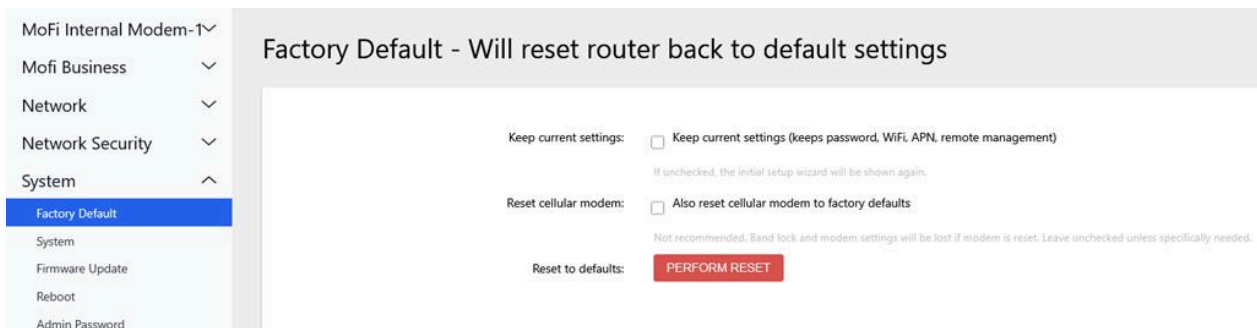 MoFi Internal Modem-1
Mofi Business
Network
Network Security
System
Factory Default
System
Firmware Update
Reboot
Admin Password
Factory Default - Will reset router back to default settings
Keep current settings: Keep current settings (keeps password, WiFi, APN, remote management)
If unchecked, the initial setup wizard will be shown again.
Reset cellular modem: Also reset cellular modem to factory defaults
Not recommended. Band lock and modem settings will be lost if modem is reset. Leave unchecked unless specifically needed.
Reset to defaults: PERFORM RESET